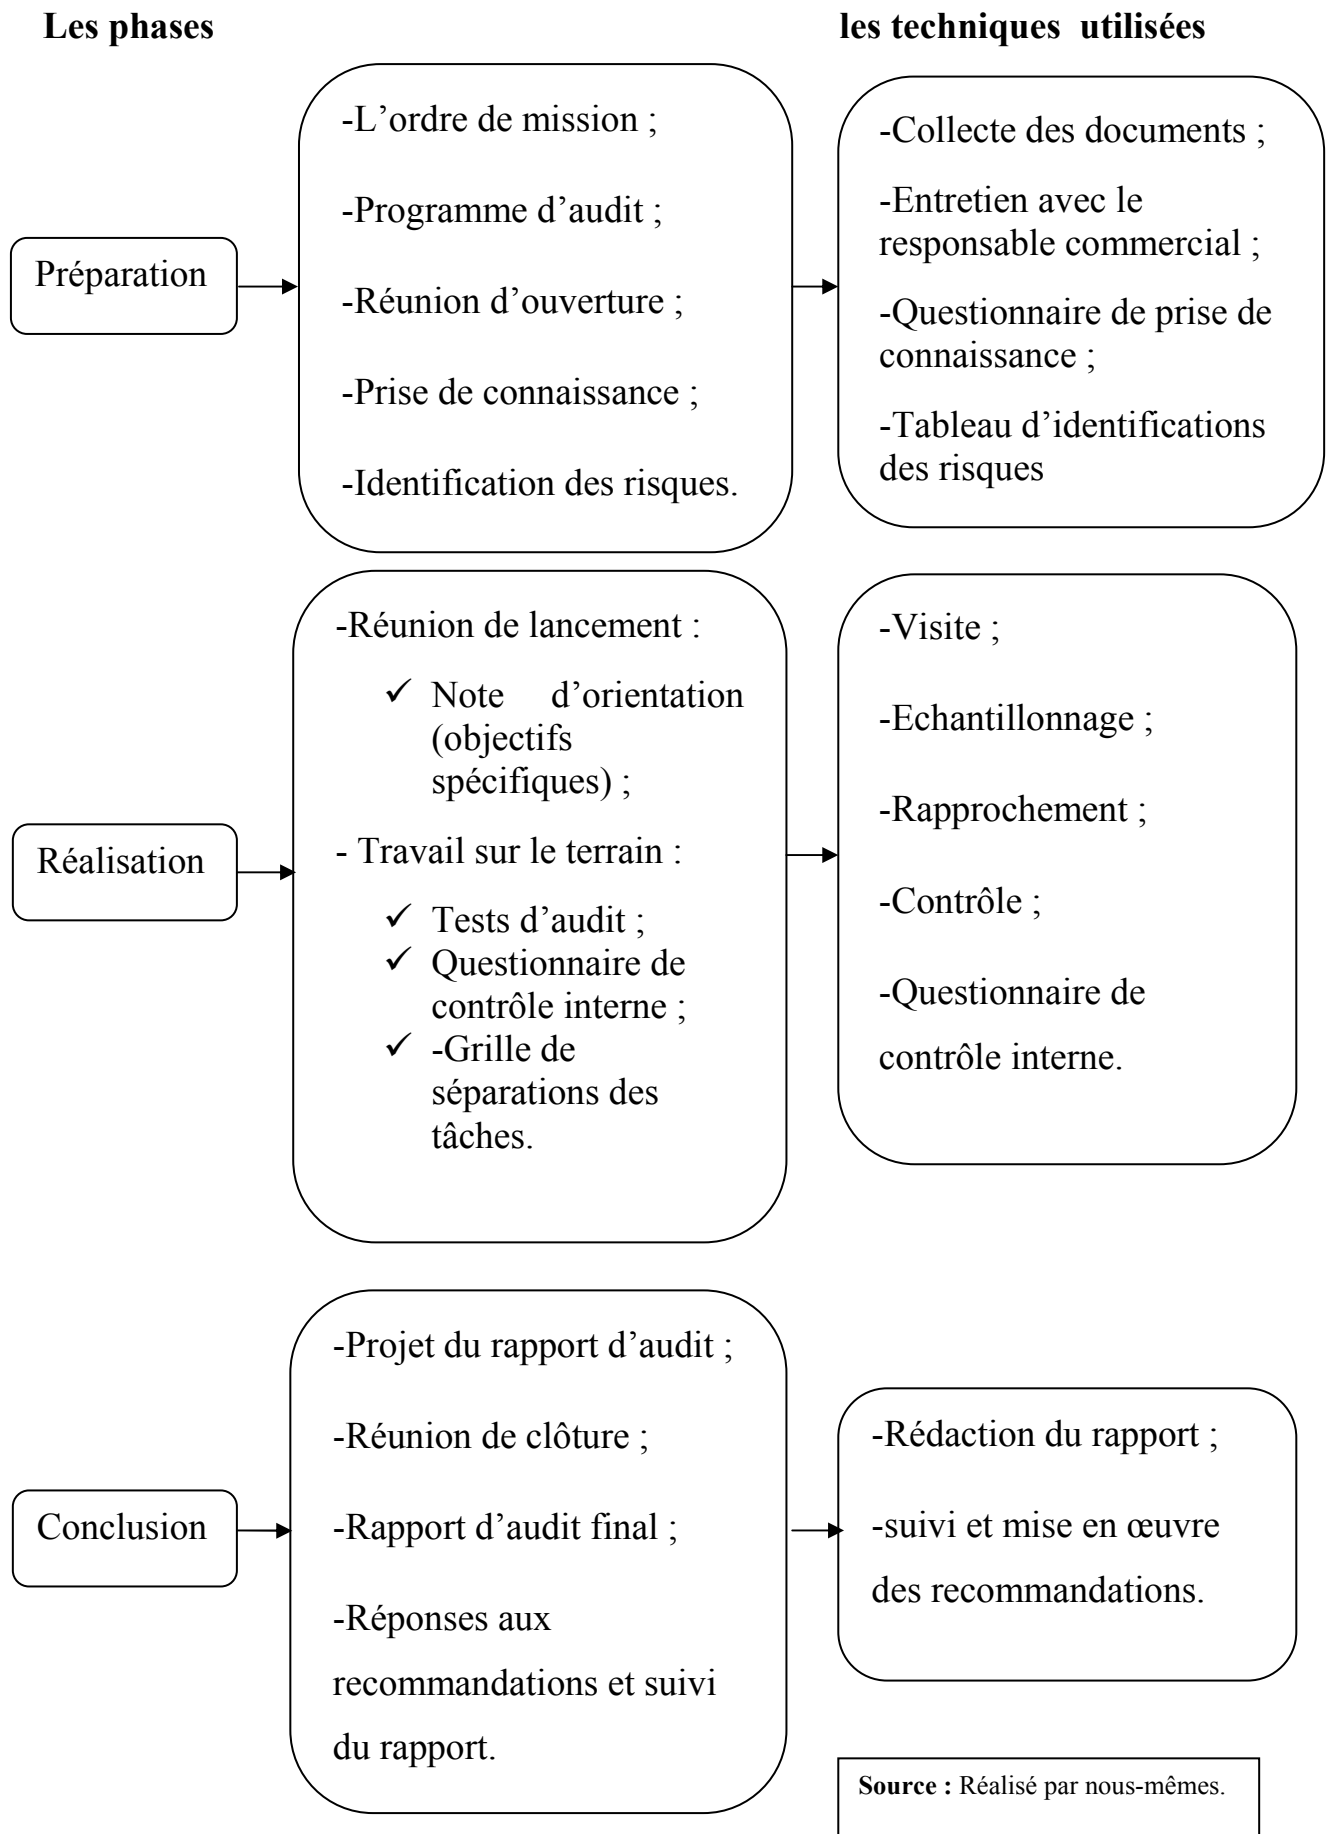 Les phases
les techniques utilisées
Préparation
-L’ordre de mission ;
-Programme d’audit ;
-Réunion d’ouverture ;
-Prise de connaissance ;
-Identification des risques.
-Collecte des documents ;
-Entretien avec le
responsable commercial ;
-Questionnaire de prise de
connaissance ;
-Tableau d’identifications
des risques
Réalisation
-Réunion de lancement :
✓ Note d’orientation
(objectifs
spécifiques) ;
- Travail sur le terrain :
✓ Tests d’audit ;
✓ Questionnaire de
contrôle interne ;
✓ -Grille de
séparations des
tâches.
-Visite ;
-Echantillonnage ;
-Rapprochement ;
-Contrôle ;
-Questionnaire de
contrôle interne.
Conclusion
-Projet du rapport d’audit ;
-Réunion de clôture ;
-Rapport d’audit final ;
-Réponses aux
recommandations et suivi
du rapport.
-Rédaction du rapport ;
-suivi et mise en œuvre
des recommandations.
Source : Réalisé par nous-mêmes.